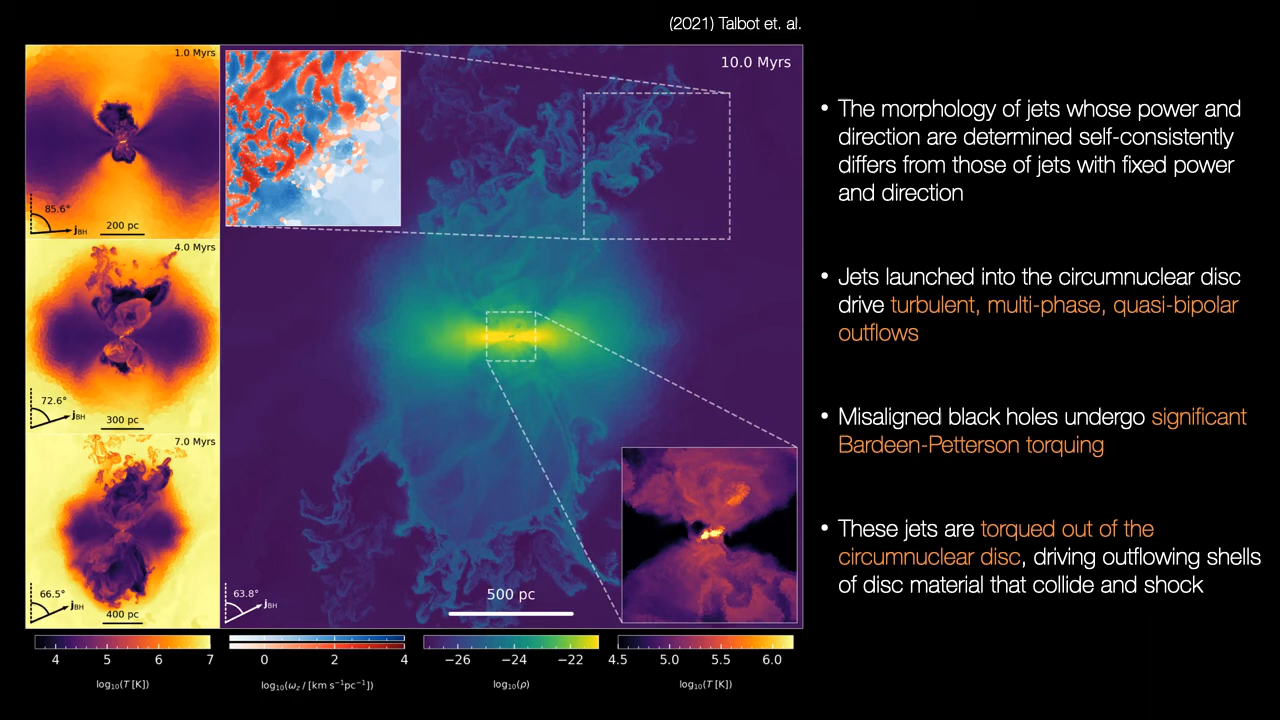 (2021) Talbot et. al.
1.0 Myrs
85.6°
j_BH
200 pc
4.0 Myrs
72.6°
j_BH
300 pc
7.0 Myrs
66.5°
j_BH
400 pc
10.0 Myrs
63.8°
j_BH
500 pc
4 5 6 7
log₁₀(T [K])
0 2 4
log₁₀(ω_z / [km s⁻¹pc⁻¹])
−26 −24 −22
log₁₀(ρ)
4.5 5.0 5.5 6.0
log₁₀(T [K])
• The morphology of jets whose power and
direction are determined self-consistently
differs from those of jets with fixed power
and direction
• Jets launched into the circumnuclear disc
drive turbulent, multi-phase, quasi-bipolar
outflows
• Misaligned black holes undergo significant
Bardeen-Petterson torquing
• These jets are torqued out of the
circumnuclear disc, driving outflowing shells
of disc material that collide and shock